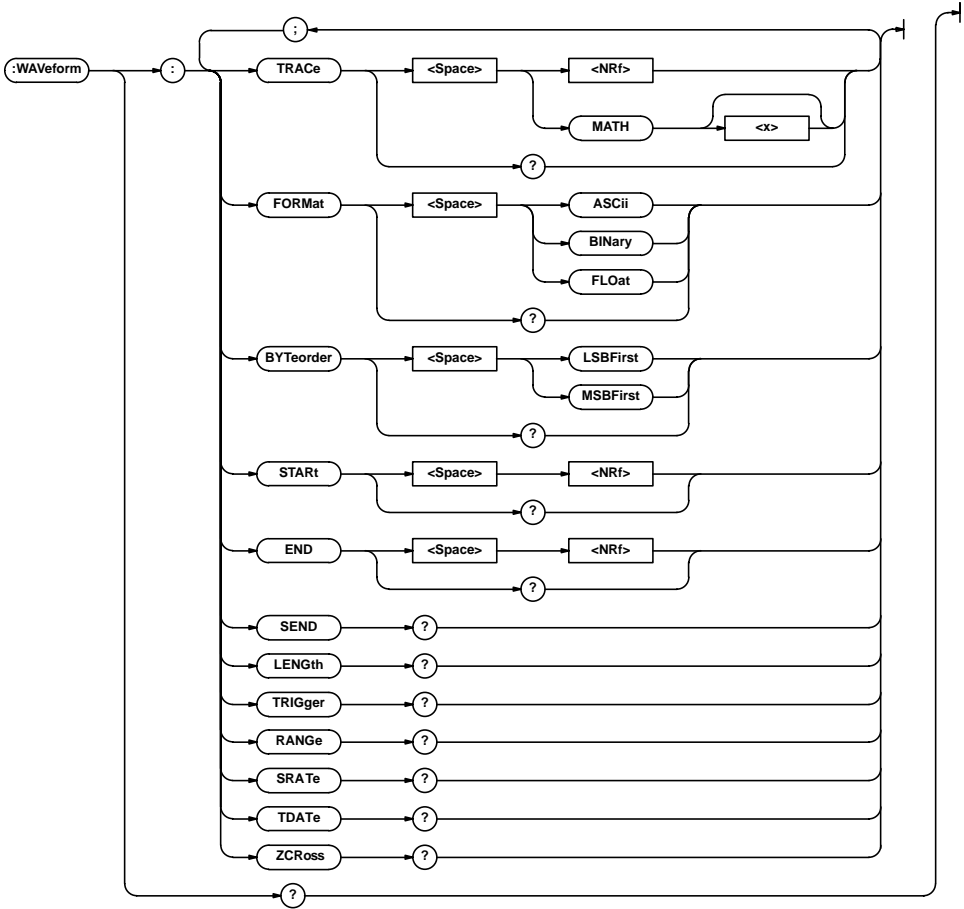 ;
:WAVeform : TRACe <Space> <NRf>
MATH <x>
?
FORMat <Space> ASCii
BINary
FLOat
?
BYTeorder <Space> LSBFirst
MSBFirst
?
STARt <Space> <NRf>
?
END <Space> <NRf>
?
SEND ?
LENGth ?
TRIGger ?
RANGe ?
SRATe ?
TDATe ?
ZCRoss ?
?